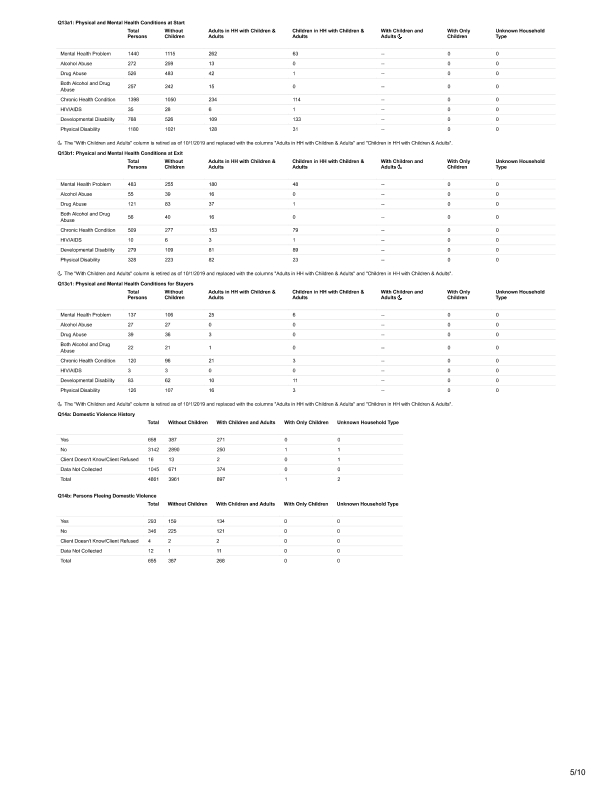 Q13a1: Physical and Mental Health Conditions at Start
Total Persons Without Children Adults in HH with Children & Adults Children in HH with Adults & Adults With Children and Adults With Only Children Unknown Household Type
Mental Health Problem 1440 1115 262 63 -- 0 0
Alcohol Abuse 272 13 0 -- 0 0
Drug Abuse 526 483 42 1 -- 0 0
Both Alcohol and Drug Abuse 257 242 15 0 -- 0 0
Chronic Health Condition 1398 1050 234 114 -- 0 0
HIV/AIDS 35 28 6 1 -- 0 0
Developmental Disability 768 526 109 133 -- 0 0
Physical Disability 1180 1021 128 31 -- 0 0
The "With Children and Adults" column is retired as of 10/1/2019 and replaced with the columns "Adults in HH with Children & Adults" and "Children in HH with Children & Adults".
Q13b1: Physical and Mental Health Conditions at Exit
Total Persons Without Children Adults in HH with Children & Adults Children in HH with Children & Adults With Children and Adults With Only Children Unknown Household Type
Mental Health Problem 483 255 180 48 -- 0 0
Alcohol Abuse 55 39 16 0 -- 0 0
Drug Abuse 121 83 37 1 -- 0 0
Both Alcohol and Drug Abuse 56 40 16 0 -- 0 0
Chronic Health Condition 509 277 153 79 -- 0 0
HIV/AIDS 10 6 3 1 -- 0 0
Developmental Disability 279 109 81 89 -- 0 0
Physical Disability 328 223 82 23 -- 0 0
The "With Children and Adults" column is retired as of 10/1/2019 and replaced with the columns "Adults in HH with Children & Adults" and "Children in HH with Children & Adults".
Q13c1: Physical and Mental Health Conditions for Stayers
Total Persons Without Children Adults in HH with Children & Adults Children in HH with Children & Adults With Children and Adults With Only Children Unknown Household Type
Mental Health Problem 137 106 25 6 -- 0 0
Alcohol Abuse 27 27 0 0 -- 0 0
Drug Abuse 39 36 3 0 -- 0 0
Both Alcohol and Drug Abuse 22 21 1 0 -- 0 0
Chronic Health Condition 120 96 21 3 -- 0 0
HIV/AIDS 3 3 0 0 -- 0 0
Developmental Disability 83 62 10 11 -- 0 0
Physical Disability 126 107 16 3 -- 0 0
The "With Children and Adults" column is retired as of 10/1/2019 and replaced with the columns "Adults in HH with Children & Adults" and "Children in HH with Children & Adults".
Q14a: Domestic Violence History
Total Without Children With Children and Adults With Only Children Unknown Household Type
Yes 658 387 271 0 0
No 3142 2890 250 1 1
Client Doesn't Know/Client Refused 16 13 2 0 1
Data Not Collected 1045 671 374 0 0
Total 4861 3961 897 1 2
Q14b: Persons Fleeing Domestic Violence
Total Without Children With Children and Adults With Only Children Unknown Household Type
Yes 293 159 134 0 0
No 346 225 121 0 0
Client Doesn't Know/Client Refused 4 2 2 0 0
Data Not Collected 12 1 11 0 0
Total 655 387 268 0 0
5/10